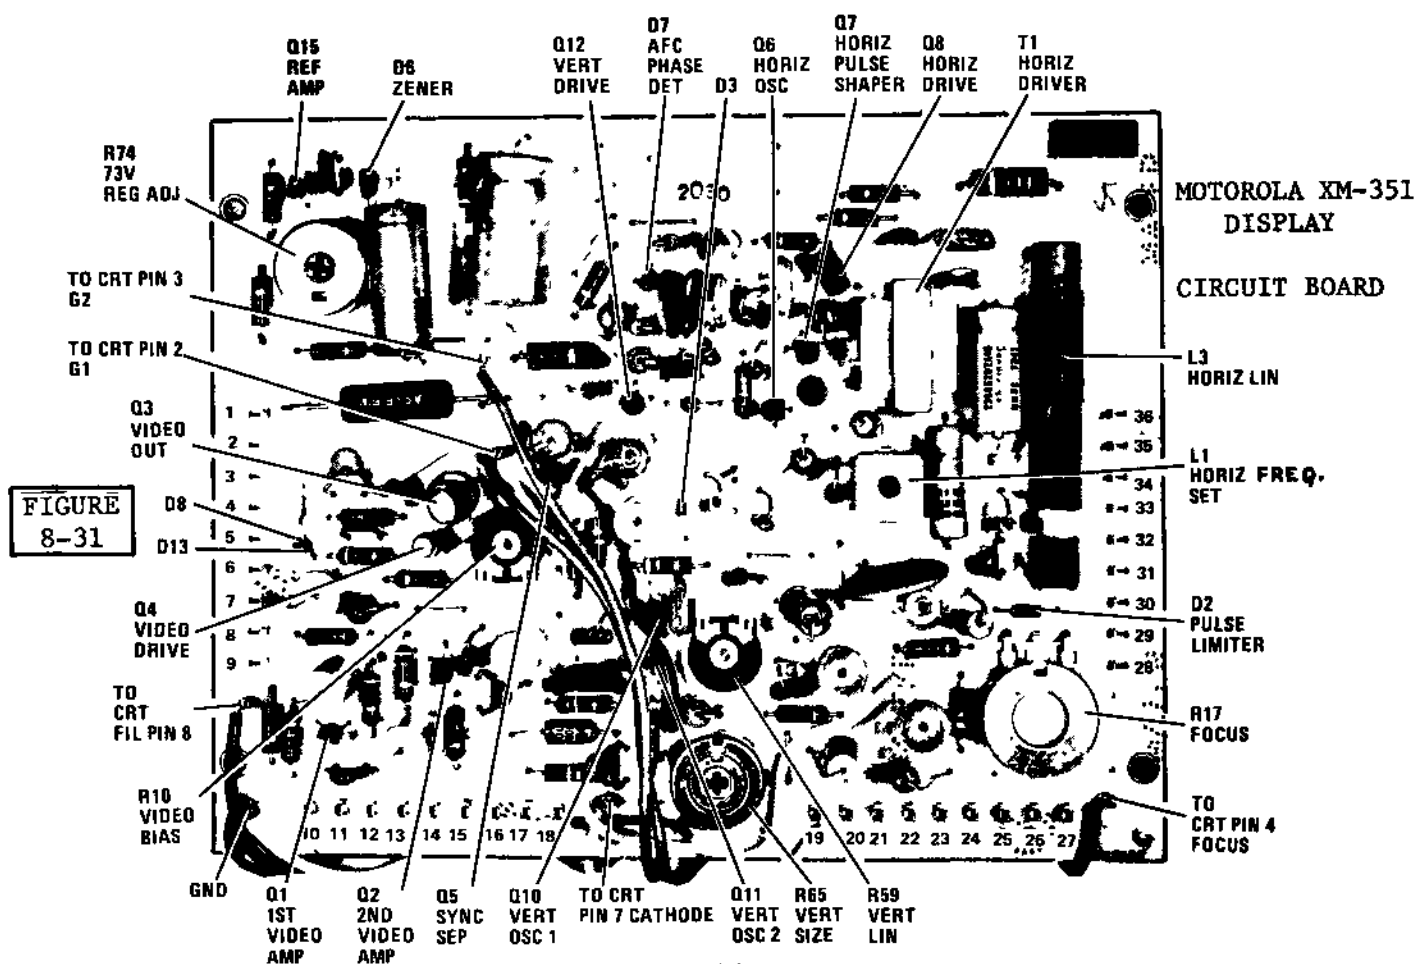 Q15
REF
AMP
D6
ZENER
Q12
VERT
DRIVE
D7
AFC
PHASE
DET
D3
Q6
HORIZ
OSC
Q7
HORIZ
PULSE
SHAPER
Q8
HORIZ
DRIVE
T1
HORIZ
DRIVER
R74
73V
REG ADJ
TO CRT PIN 3
G2
TO CRT PIN 2
G1
Q3
VIDEO
OUT
FIGURE
8-31
D8
D13
Q4
VIDEO
DRIVE
TO
CRT
FIL PIN 8
R10
VIDEO
BIAS
GND
MOTOROLA XM-351
DISPLAY
CIRCUIT BOARD
L3
HORIZ LIN
L1
HORIZ FREQ.
SET
D2
PULSE
LIMITER
R17
FOCUS
TO
CRT PIN 4
FOCUS
2030
1
2
3
4
5
6
7
8
9
36
35
34
33
32
31
30
29
28
10 11 12 13 14 15 16 17 18
19 20 21 22 23 24 25 26 27
Q1
1ST
VIDEO
AMP
Q2
2ND
VIDEO
AMP
Q5
SYNC
SEP
Q10
VERT
OSC 1
TO CRT
PIN 7 CATHODE
Q11
VERT
OSC 2
R65
VERT
SIZE
R59
VERT
LIN